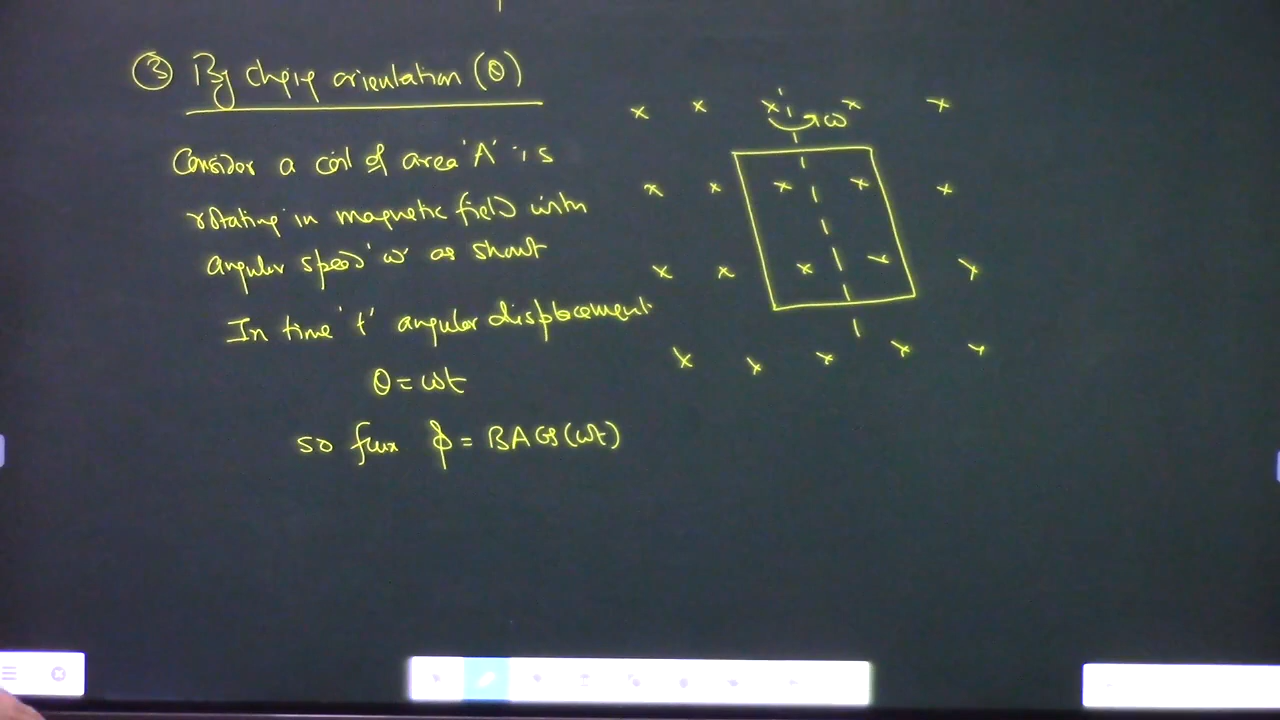 ③ By chging orientation (θ)
Consider a coil of area 'A' is
rotating in magnetic field with
angular speed 'ω' as shown
In time 't' angular displacement
θ = ωt
so flux ϕ = BA Cos(ωt)
x x x x x
ω
x x x x x
x x x x x
x x x x x